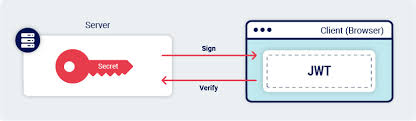 Server
Client (Browser)
Secret
Sign
Verify
JWT